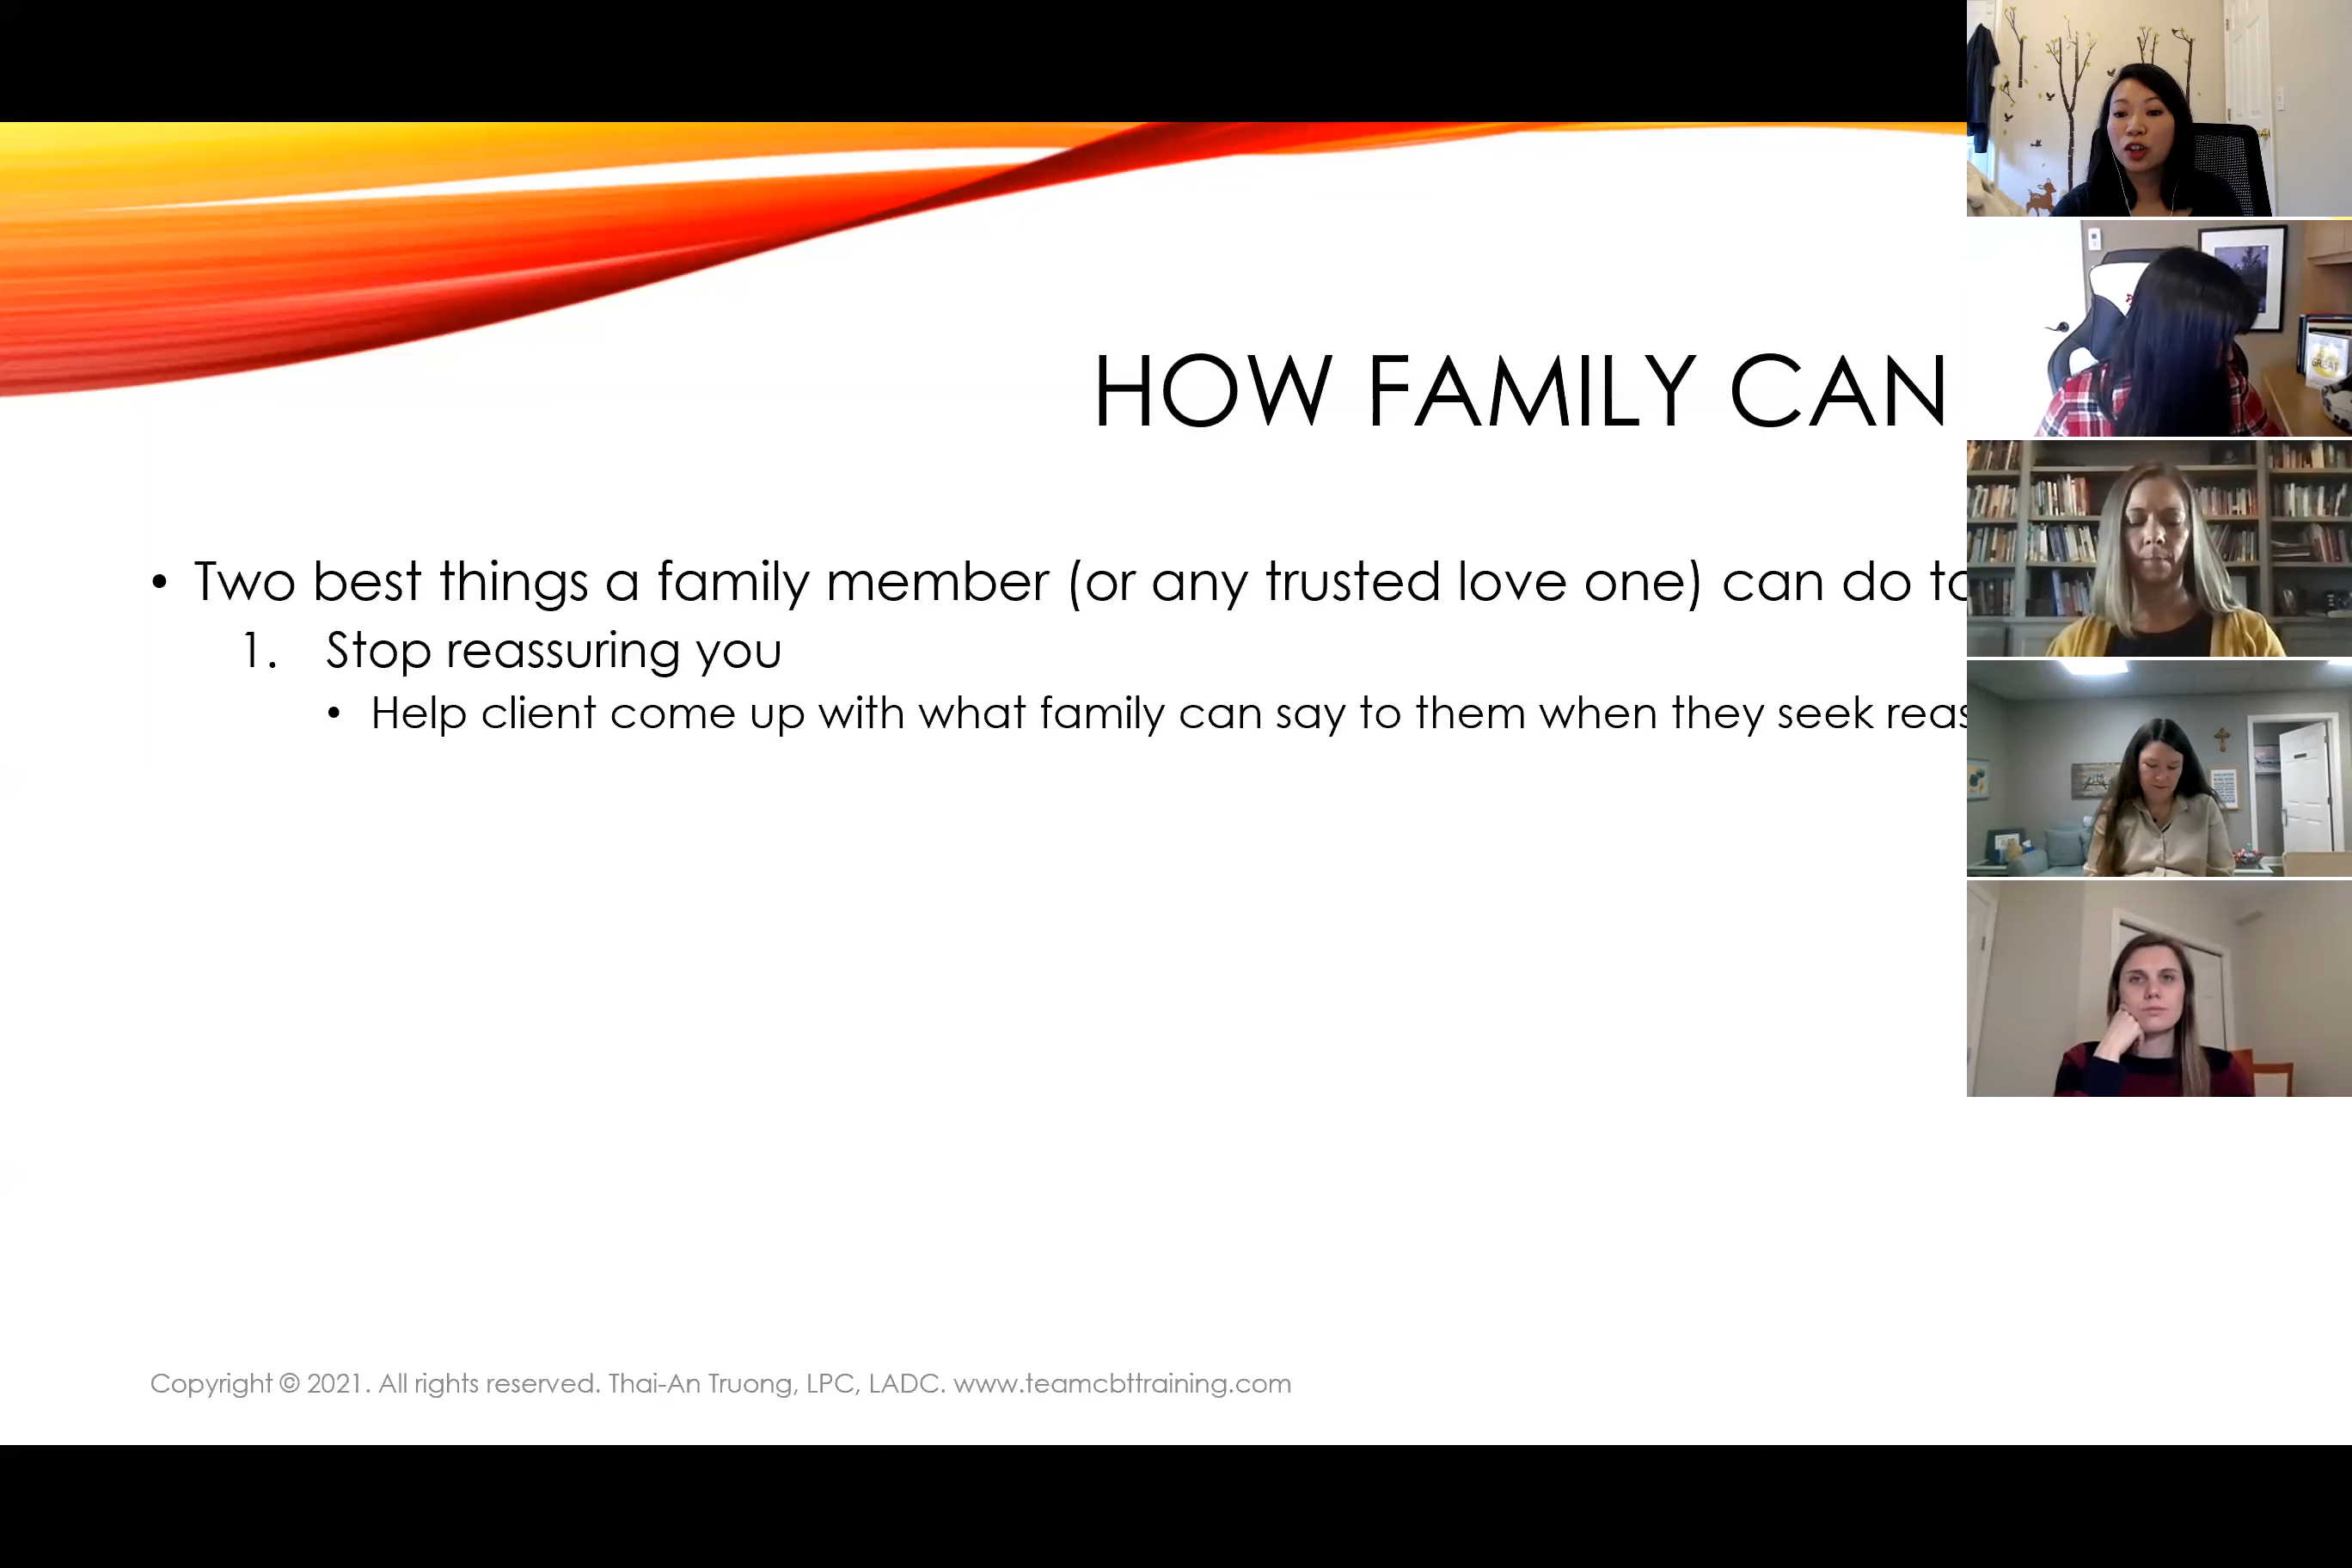 HOW FAMILY CAN
• Two best things a family member (or any trusted love one) can do
1. Stop reassuring you
• Help client come up with what family can say to them when they seek
Copyright © 2021. All rights reserved. Thai-An Truong, LPC, LADC. www.teamcbttraining.com
GREAT